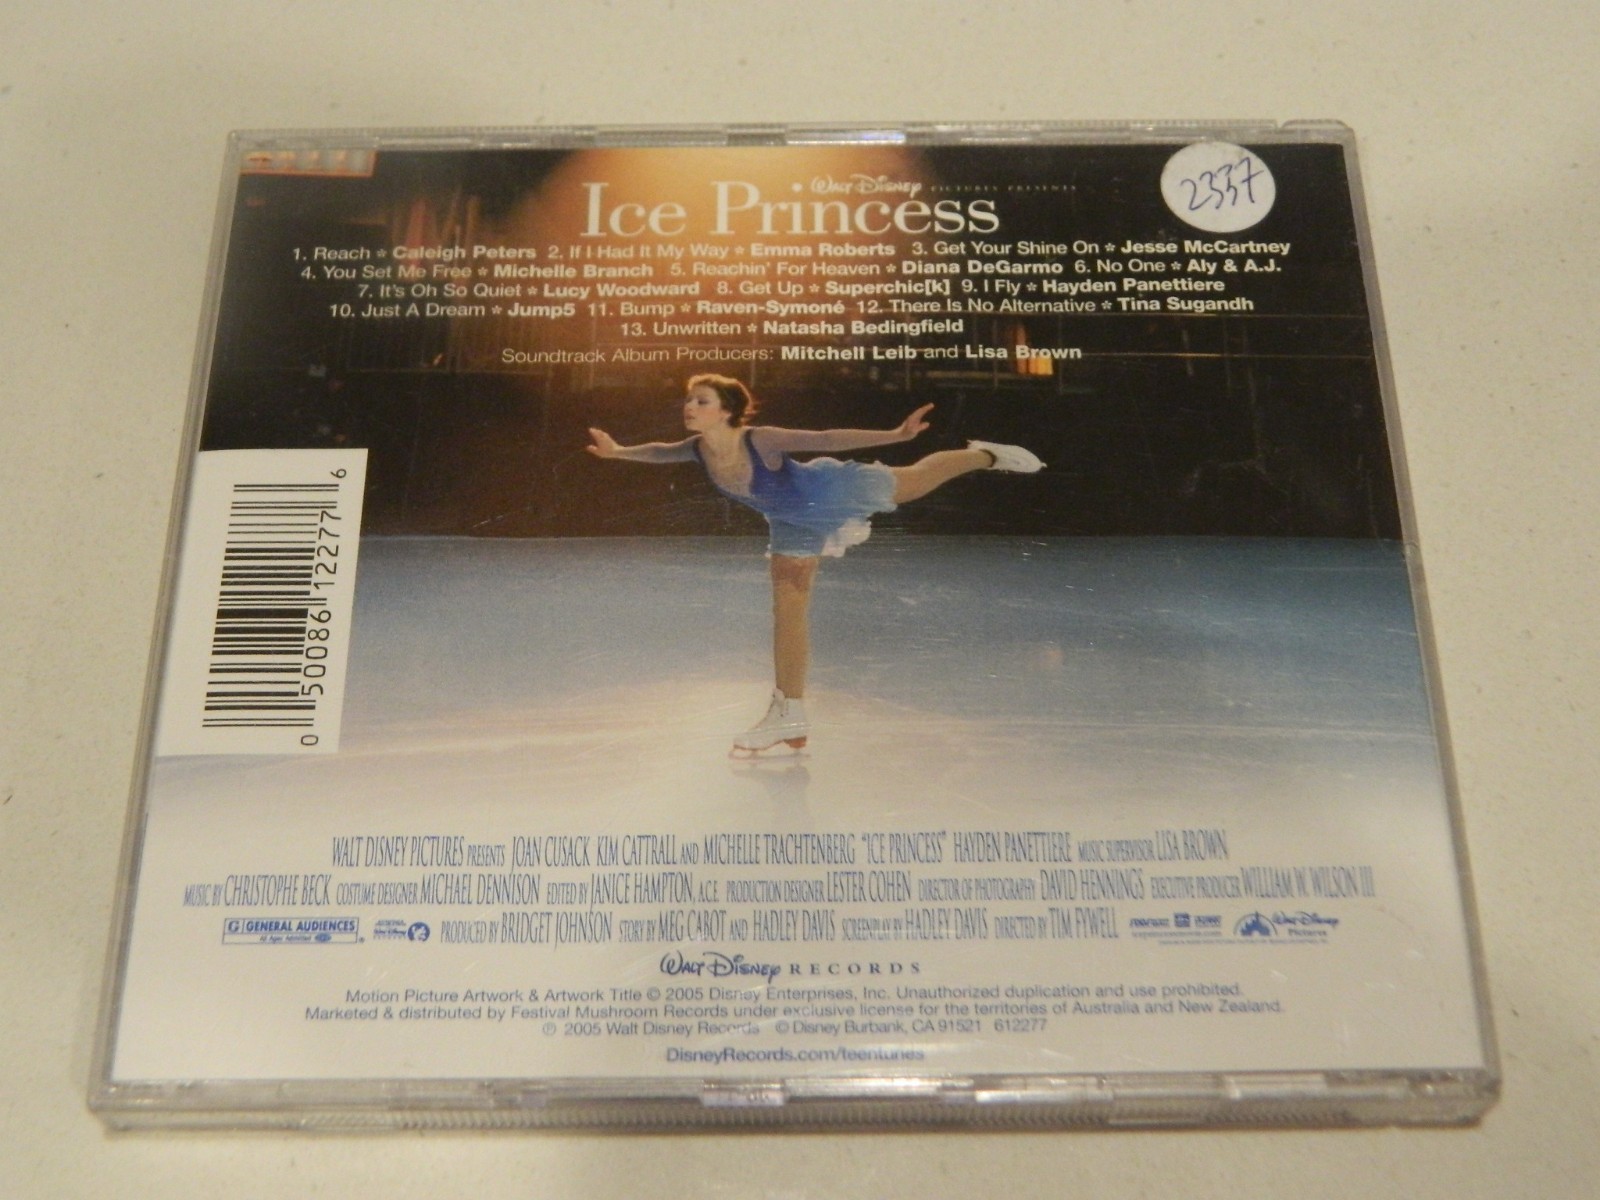 2337
WALT DISNEY PICTURES PRESENTS
Ice Princess
1. Reach ☆ Caleigh Peters 2. If I Had It My Way ☆ Emma Roberts 3. Get Your Shine On ☆ Jesse McCartney
4. You Set Me Free ☆ Michelle Branch 5. Reachin' For Heaven ☆ Diana DeGarmo 6. No One ☆ Aly & A.J.
7. It's Oh So Quiet ☆ Lucy Woodward 8. Get Up ☆ Superchic[k] 9. I Fly ☆ Hayden Panettiere
10. Just A Dream ☆ Jump5 11. Bump ☆ Raven-Symoné 12. There Is No Alternative ☆ Tina Sugandh
13. Unwritten ☆ Natasha Bedingfield
Soundtrack Album Producers: Mitchell Leib and Lisa Brown
0 50086 12277 6
WALT DISNEY PICTURES PRESENTS JOAN CUSACK KIM CATTRALL AND MICHELLE TRACHTENBERG "ICE PRINCESS" HAYDEN PANETTIERE MUSIC SUPERVISOR LISA BROWN
MUSIC BY CHRISTOPHE BECK COSTUME DESIGNER MICHAEL DENNISON EDITED BY JANICE HAMPTON, A.C.E. PRODUCTION DESIGNER LESTER COHEN DIRECTOR OF PHOTOGRAPHY DAVID HENNINGS EXECUTIVE PRODUCER WILLIAM W. WILSON III
G GENERAL AUDIENCES PRODUCED BY BRIDGET JOHNSON STORY BY MEG CABOT AND HADLEY DAVIS SCREENPLAY BY HADLEY DAVIS DIRECTED BY TIM FYWELL WALT DISNEY Pictures
All Ages Admitted
WALT DISNEY RECORDS
Motion Picture Artwork & Artwork Title © 2005 Disney Enterprises, Inc. Unauthorized duplication and use prohibited.
Marketed & distributed by Festival Mushroom Records under exclusive license for the territories of Australia and New Zealand.
℗ 2005 Walt Disney Records © Disney Burbank, CA 91521 612277
DisneyRecords.com/teentunes